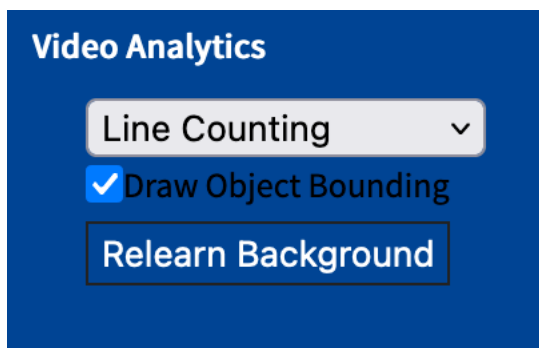 Video Analytics
Line Counting
Draw Object Bounding
Relearn Background